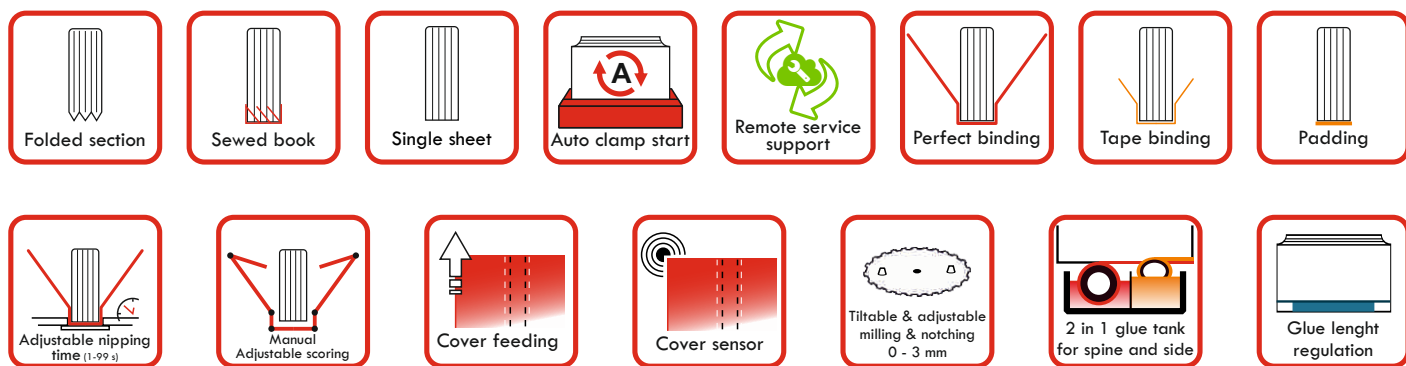 Folded section
Sewed book
Single sheet
A
Auto clamp start
Remote service
support
Perfect binding
Tape binding
Padding
Adjustable nipping
time (1-99 s)
Manual
Adjustable scoring
Cover feeding
Cover sensor
Tiltable & adjustable
milling & notching
0 - 3 mm
2 in 1 glue tank
for spine and side
Glue lenght
regulation